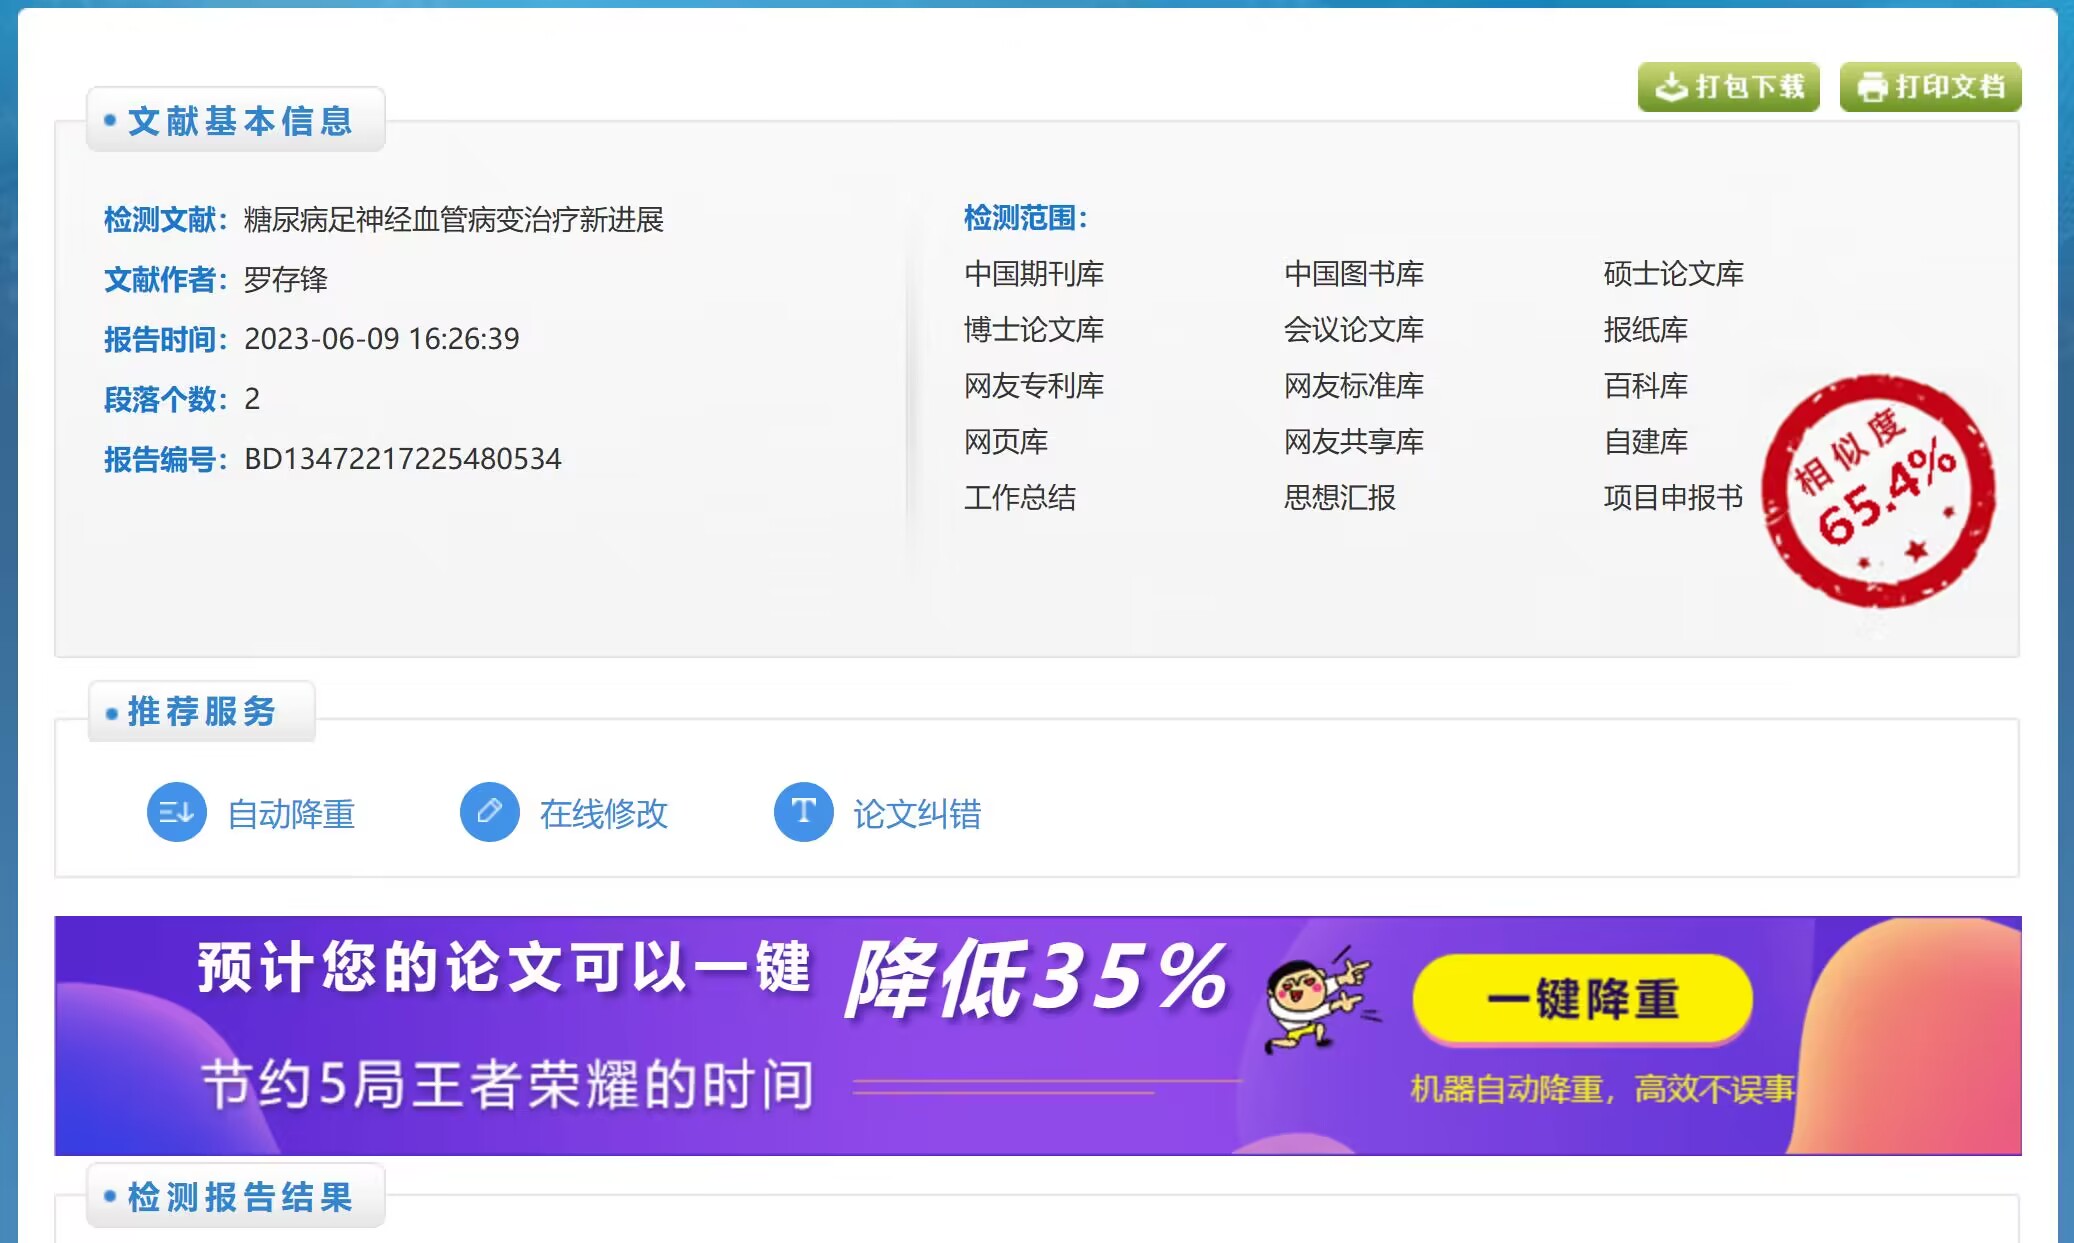 打包下载
打印文档
文献基本信息
检测文献：糖尿病足神经血管病变治疗新进展
文献作者：罗存锋
报告时间：2023-06-09 16:26:39
段落个数：2
报告编号：BD13472217225480534
检测范围：
中国期刊库 中国图书库 硕士论文库
博士论文库 会议论文库 报纸库
网友专利库 网友标准库 百科库
网页库 网友共享库 自建库
工作总结 思想汇报 项目申报书
相似度
65.4%
推荐服务
自动降重 在线修改 论文纠错
预计您的论文可以一键 降低35%
节约5局王者荣耀的时间
一键降重
机器自动降重，高效不误事
检测报告结果